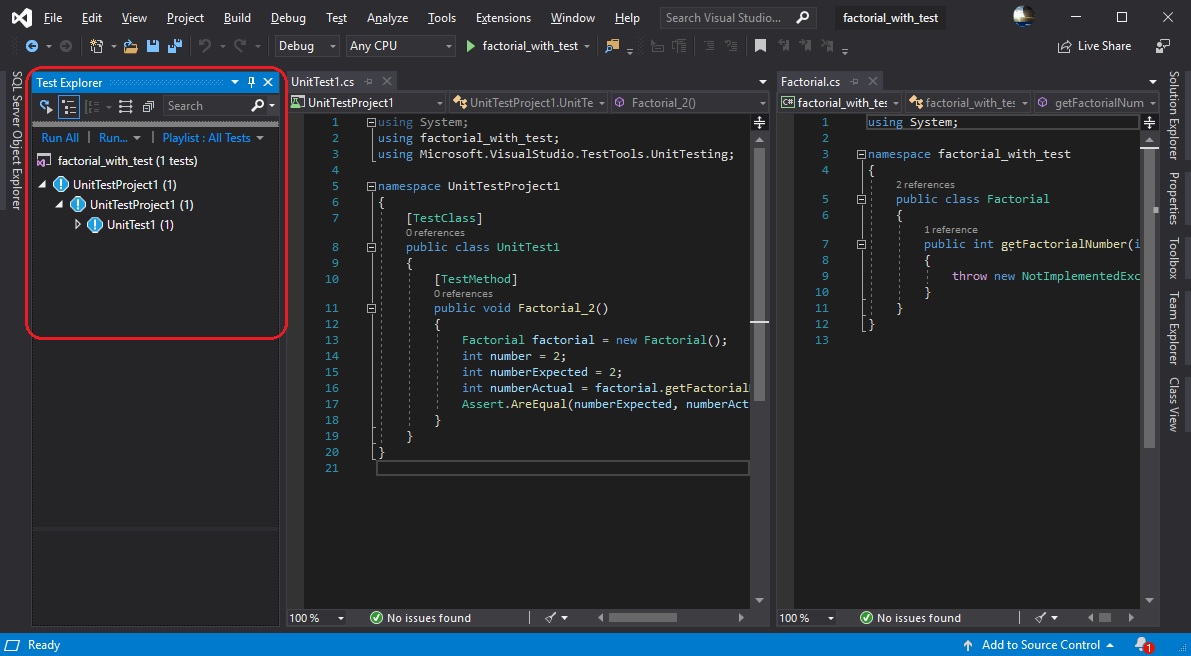 File Edit View Project Build Debug Test Analyze Tools Extensions Window Help Search Visual Studio... factorial_with_test
Debug Any CPU factorial_with_test Live Share
SQL Server Object Explorer
Test Explorer
Search
Run All Run... Playlist : All Tests
factorial_with_test (1 tests)
UnitTestProject1 (1)
UnitTestProject1 (1)
UnitTest1 (1)
UnitTest1.cs
UnitTestProject1 UnitTestProject1.UnitTe Factorial_2()
1 using System;
2 using factorial_with_test;
3 using Microsoft.VisualStudio.TestTools.UnitTesting;
4
5 namespace UnitTestProject1
6 {
7 [TestClass]
0 references
8 public class UnitTest1
9 {
10 [TestMethod]
0 references
11 public void Factorial_2()
12 {
13 Factorial factorial = new Factorial();
14 int number = 2;
15 int numberExpected = 2;
16 int numberActual = factorial.getFactorial
17 Assert.AreEqual(numberExpected, numberAct
18 }
19 }
20 }
21
100 % No issues found
Factorial.cs
C# factorial_with_tes factorial_with_tes getFactorialNum
1 using System;
2
3 namespace factorial_with_test
4 {
2 references
5 public class Factorial
6 {
1 reference
7 public int getFactorialNumber(i
8 {
9 throw new NotImplementedExc
10 }
11 }
12 }
13
100 % No issues found
Solution Explorer
Properties
Toolbox
Team Explorer
Class View
Ready Add to Source Control 1